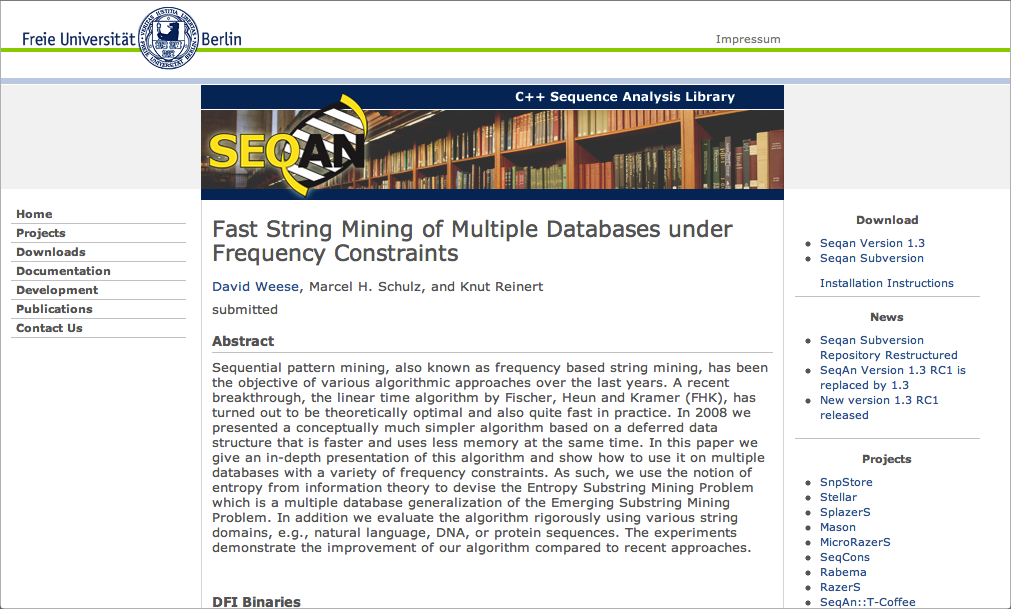 Freie Universität Berlin
Impressum
C++ Sequence Analysis Library
SEQAN
Home
Projects
Downloads
Documentation
Development
Publications
Contact Us
Fast String Mining of Multiple Databases under
Frequency Constraints
David Weese, Marcel H. Schulz, and Knut Reinert
submitted
Abstract
Sequential pattern mining, also known as frequency based string mining, has been
the objective of various algorithmic approaches over the last years. A recent
breakthrough, the linear time algorithm by Fischer, Heun and Kramer (FHK), has
turned out to be theoretically optimal and also quite fast in practice. In 2008 we
presented a conceptually much simpler algorithm based on a deferred data
structure that is faster and uses less memory at the same time. In this paper we
give an in-depth presentation of this algorithm and show how to use it on multiple
databases with a variety of frequency constraints. As such, we use the notion of
entropy from information theory to devise the Entropy Substring Mining Problem
which is a multiple database generalization of the Emerging Substring Mining
Problem. In addition we evaluate the algorithm rigorously using various string
domains, e.g., natural language, DNA, or protein sequences. The experiments
demonstrate the improvement of our algorithm compared to recent approaches.
DFI Binaries
Download
Seqan Version 1.3
Seqan Subversion
Installation Instructions
News
Seqan Subversion
Repository Restructured
SeqAn Version 1.3 RC1 is
replaced by 1.3
New version 1.3 RC1
released
Projects
SnpStore
Stellar
SplazerS
Mason
MicroRazerS
SeqCons
Rabema
RazerS
SeqAn::T-Coffee